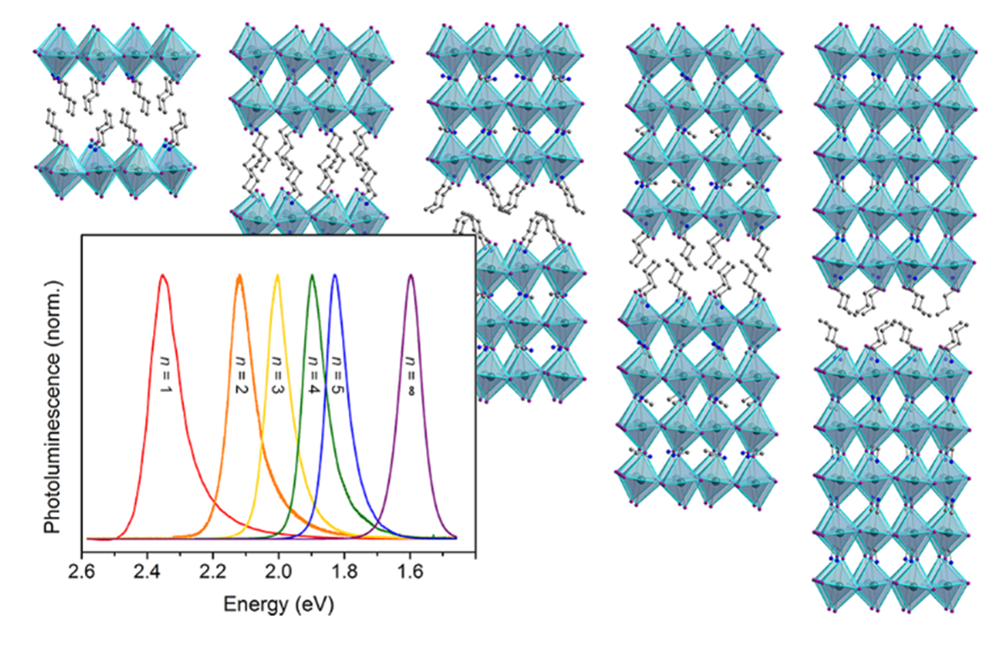 Photoluminescence (norm.)
n = 1
n = 2
n = 3
n = 4
n = 5
n = ∞
2.6 2.4 2.2 2.0 1.8 1.6
Energy (eV)